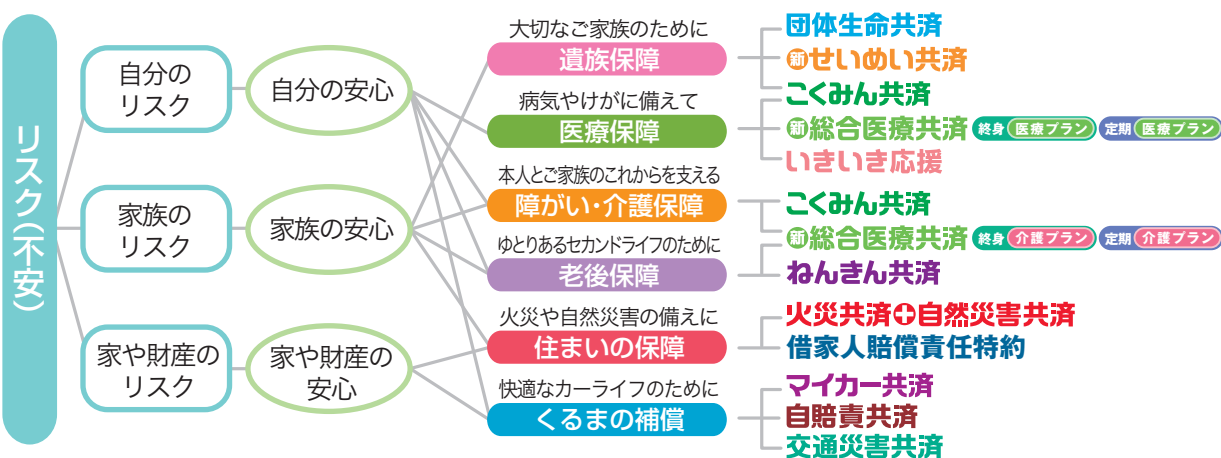 リスク(不安)
自分の
リスク
家族の
リスク
家や財産の
リスク
自分の安心
家族の安心
家や財産の
安心
大切なご家族のために
遺族保障
病気やけがに備えて
医療保障
本人とご家族のこれからを支える
障がい・介護保障
ゆとりあるセカンドライフのために
老後保障
火災や自然災害の備えに
住まいの保障
快適なカーライフのために
くるまの補償
団体生命共済
新せいめい共済
こくみん共済
新総合医療共済 終身 医療プラン 定期 医療プラン
いきいき応援
こくみん共済
新総合医療共済 終身 介護プラン 定期 介護プラン
ねんきん共済
火災共済+自然災害共済
借家人賠償責任特約
マイカー共済
自賠責共済
交通災害共済